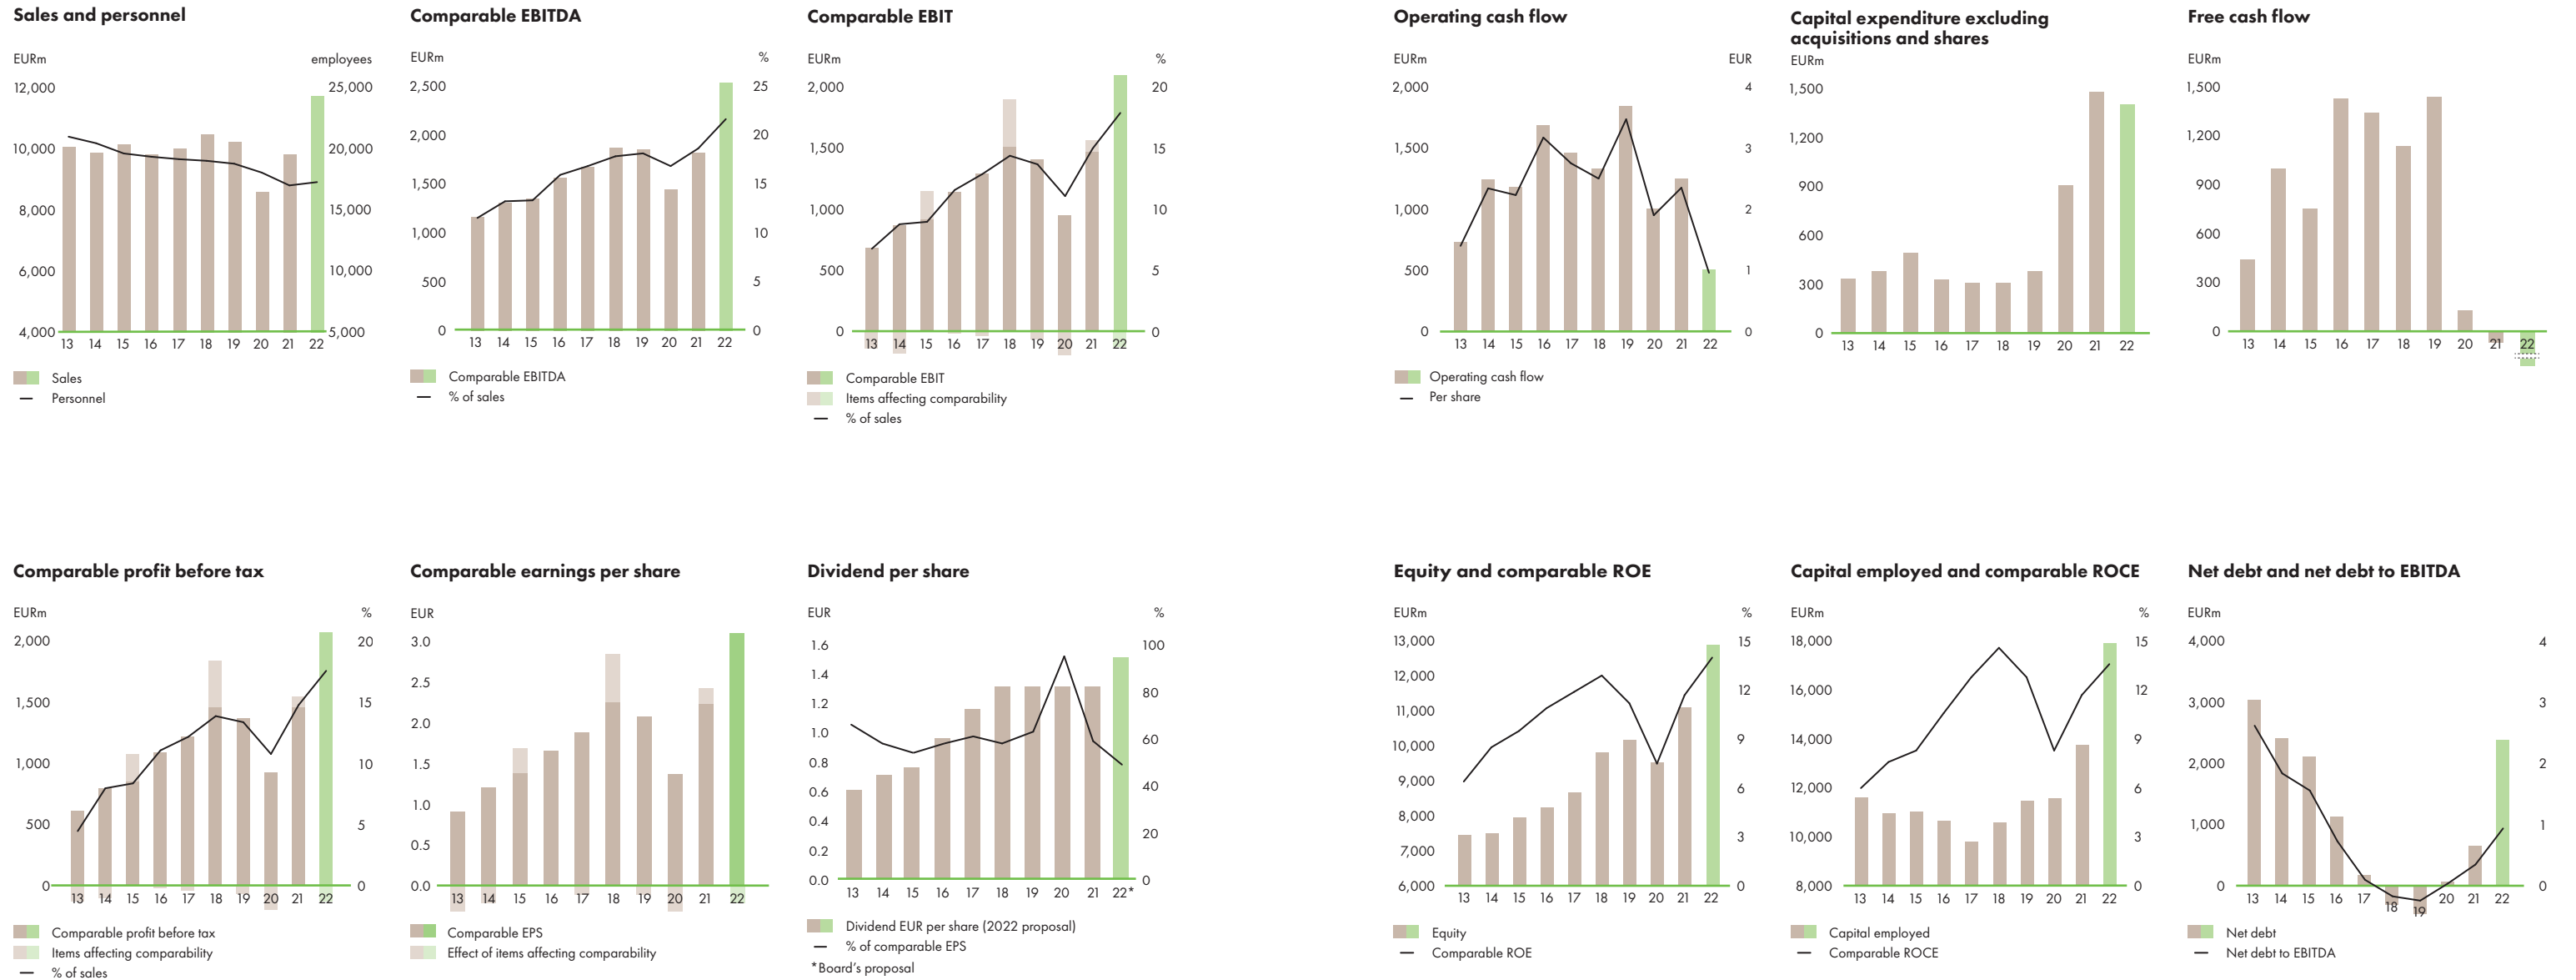 Sales and personnel
EURm employees
12,000 25,000
10,000 20,000
8,000 15,000
6,000 10,000
4,000 5,000
13 14 15 16 17 18 19 20 21 22
Sales
Personnel
Comparable EBITDA
EURm %
2,500 25
2,000 20
1,500 15
1,000 10
500 5
0 0
13 14 15 16 17 18 19 20 21 22
Comparable EBITDA
% of sales
Comparable EBIT
EURm %
2,000 20
1,500 15
1,000 10
500 5
0 0
13 14 15 16 17 18 19 20 21 22
Comparable EBIT
Items affecting comparability
% of sales
Operating cash flow
EURm EUR
2,000 4
1,500 3
1,000 2
500 1
0 0
13 14 15 16 17 18 19 20 21 22
Operating cash flow
Per share
Capital expenditure excluding
acquisitions and shares
EURm
1,500
1,200
900
600
300
0
13 14 15 16 17 18 19 20 21 22
Free cash flow
EURm
1,500
1,200
900
600
300
0
13 14 15 16 17 18 19 20 21 22
Comparable profit before tax
EURm %
2,000 20
1,500 15
1,000 10
500 5
0 0
13 14 15 16 17 18 19 20 21 22
Comparable profit before tax
Items affecting comparability
% of sales
Comparable earnings per share
EUR
3.0
2.5
2.0
1.5
1.0
0.5
0.0
13 14 15 16 17 18 19 20 21 22
Comparable EPS
Effect of items affecting comparability
Dividend per share
EUR %
1.6 100
1.4
1.2 80
1.0
0.8 60
0.6 40
0.4
0.2 20
0.0 0
13 14 15 16 17 18 19 20 21 22*
Dividend EUR per share (2022 proposal)
% of comparable EPS
*Board's proposal
Equity and comparable ROE
EURm %
13,000 15
12,000 12
11,000
10,000 9
9,000 6
8,000
7,000 3
6,000 0
13 14 15 16 17 18 19 20 21 22
Equity
Comparable ROE
Capital employed and comparable ROCE
EURm %
18,000 15
16,000 12
14,000 9
12,000 6
10,000 3
8,000 0
13 14 15 16 17 18 19 20 21 22
Capital employed
Comparable ROCE
Net debt and net debt to EBITDA
EURm
4,000 4
3,000 3
2,000 2
1,000 1
0 0
13 14 15 16 17 18 19 20 21 22
Net debt
Net debt to EBITDA